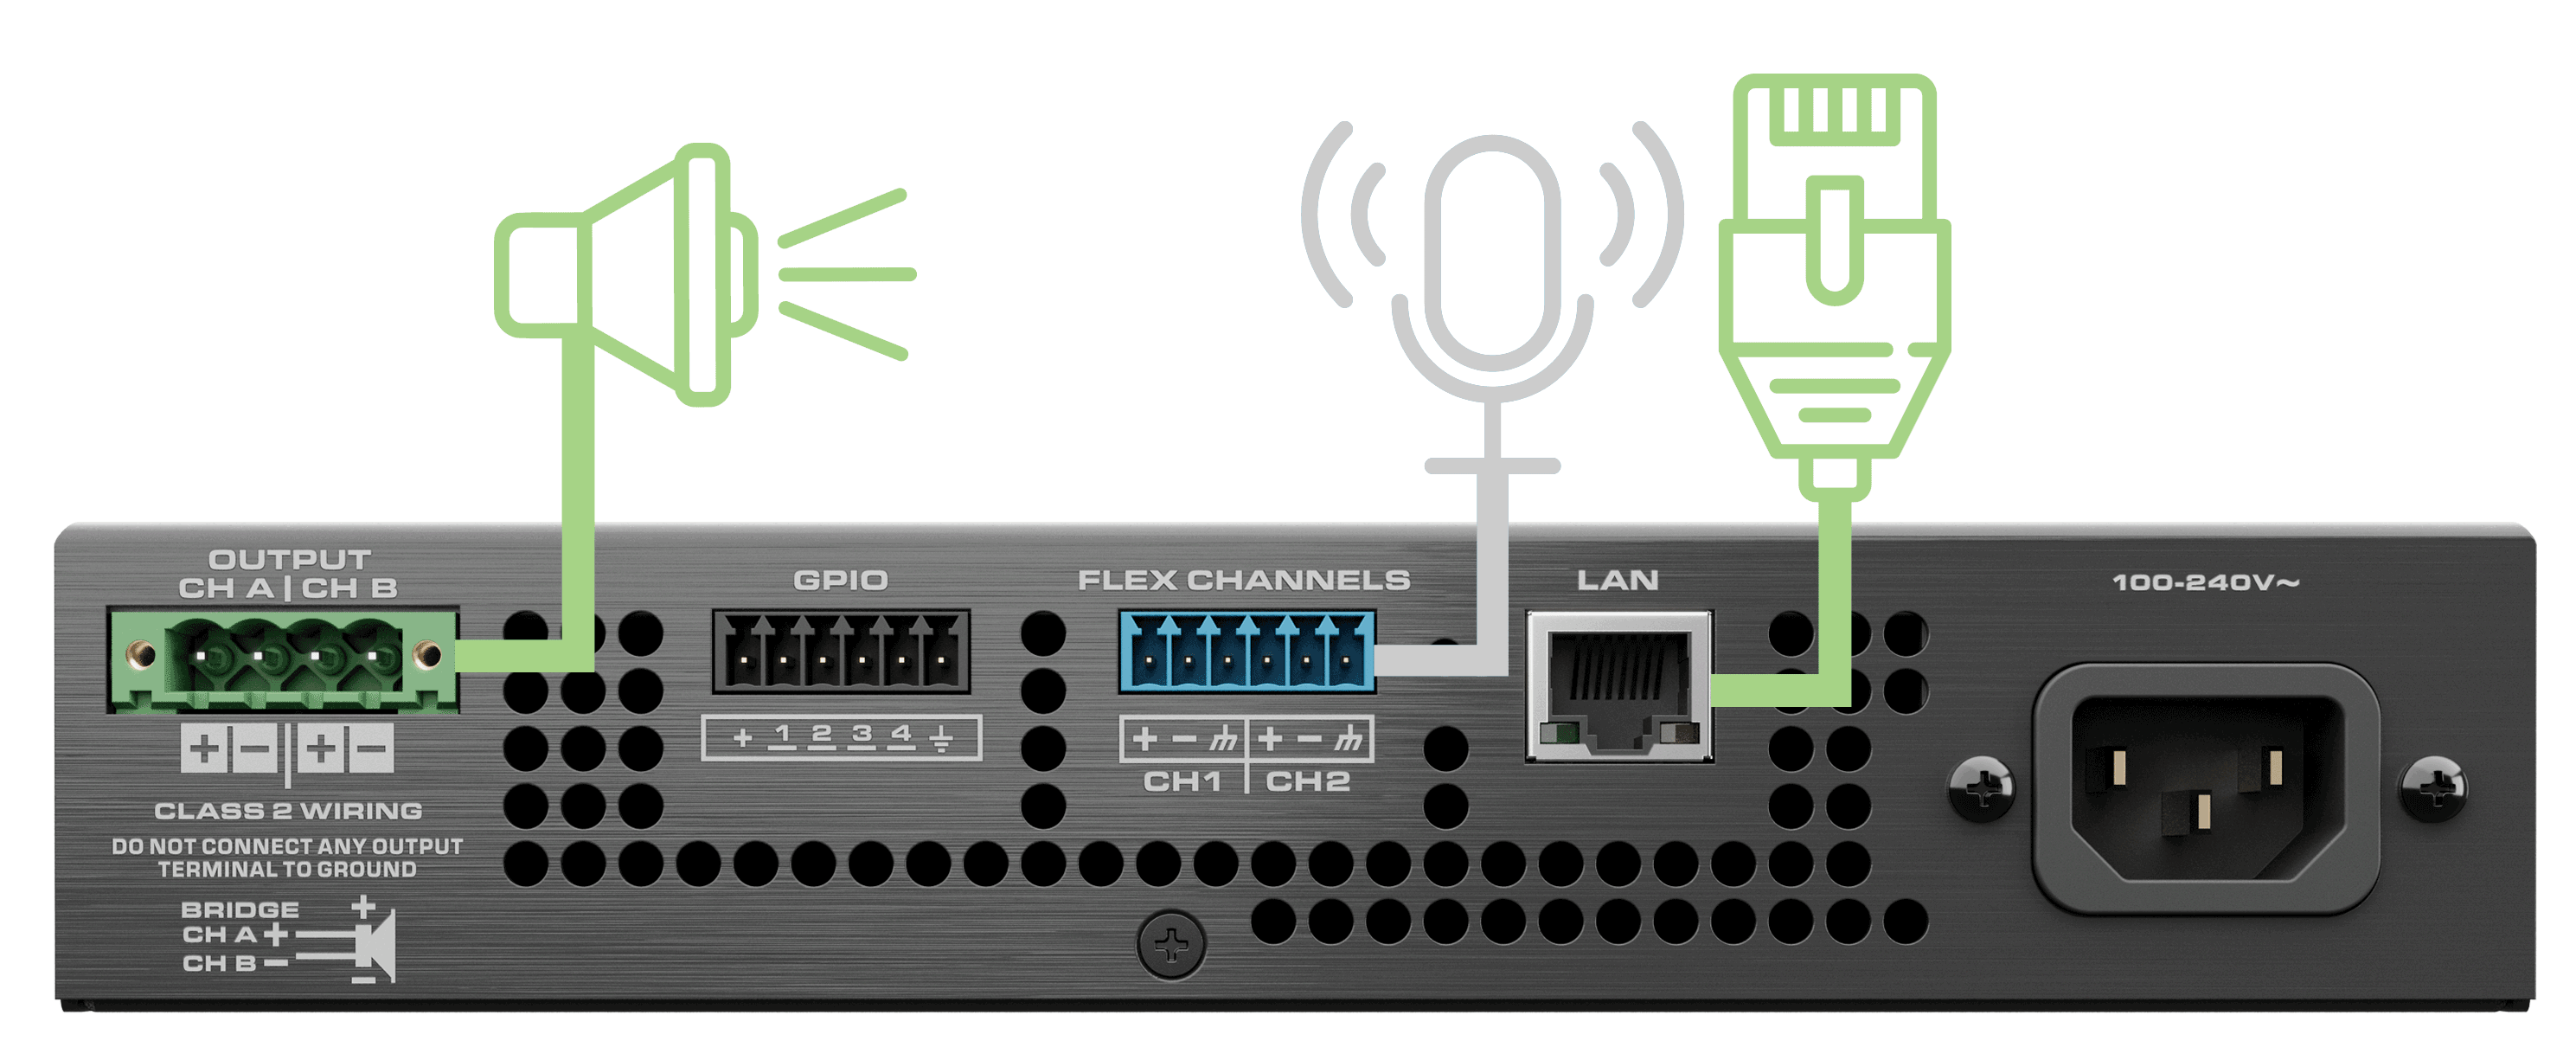 OUTPUT
CH A | CH B
+ - | + -
CLASS 2 WIRING
DO NOT CONNECT ANY OUTPUT
TERMINAL TO GROUND
BRIDGE
CH A +
CH B -
+
-
GPIO
+ 1 2 3 4
FLEX CHANNELS
+ - + -
CH1 CH2
LAN
100-240V~